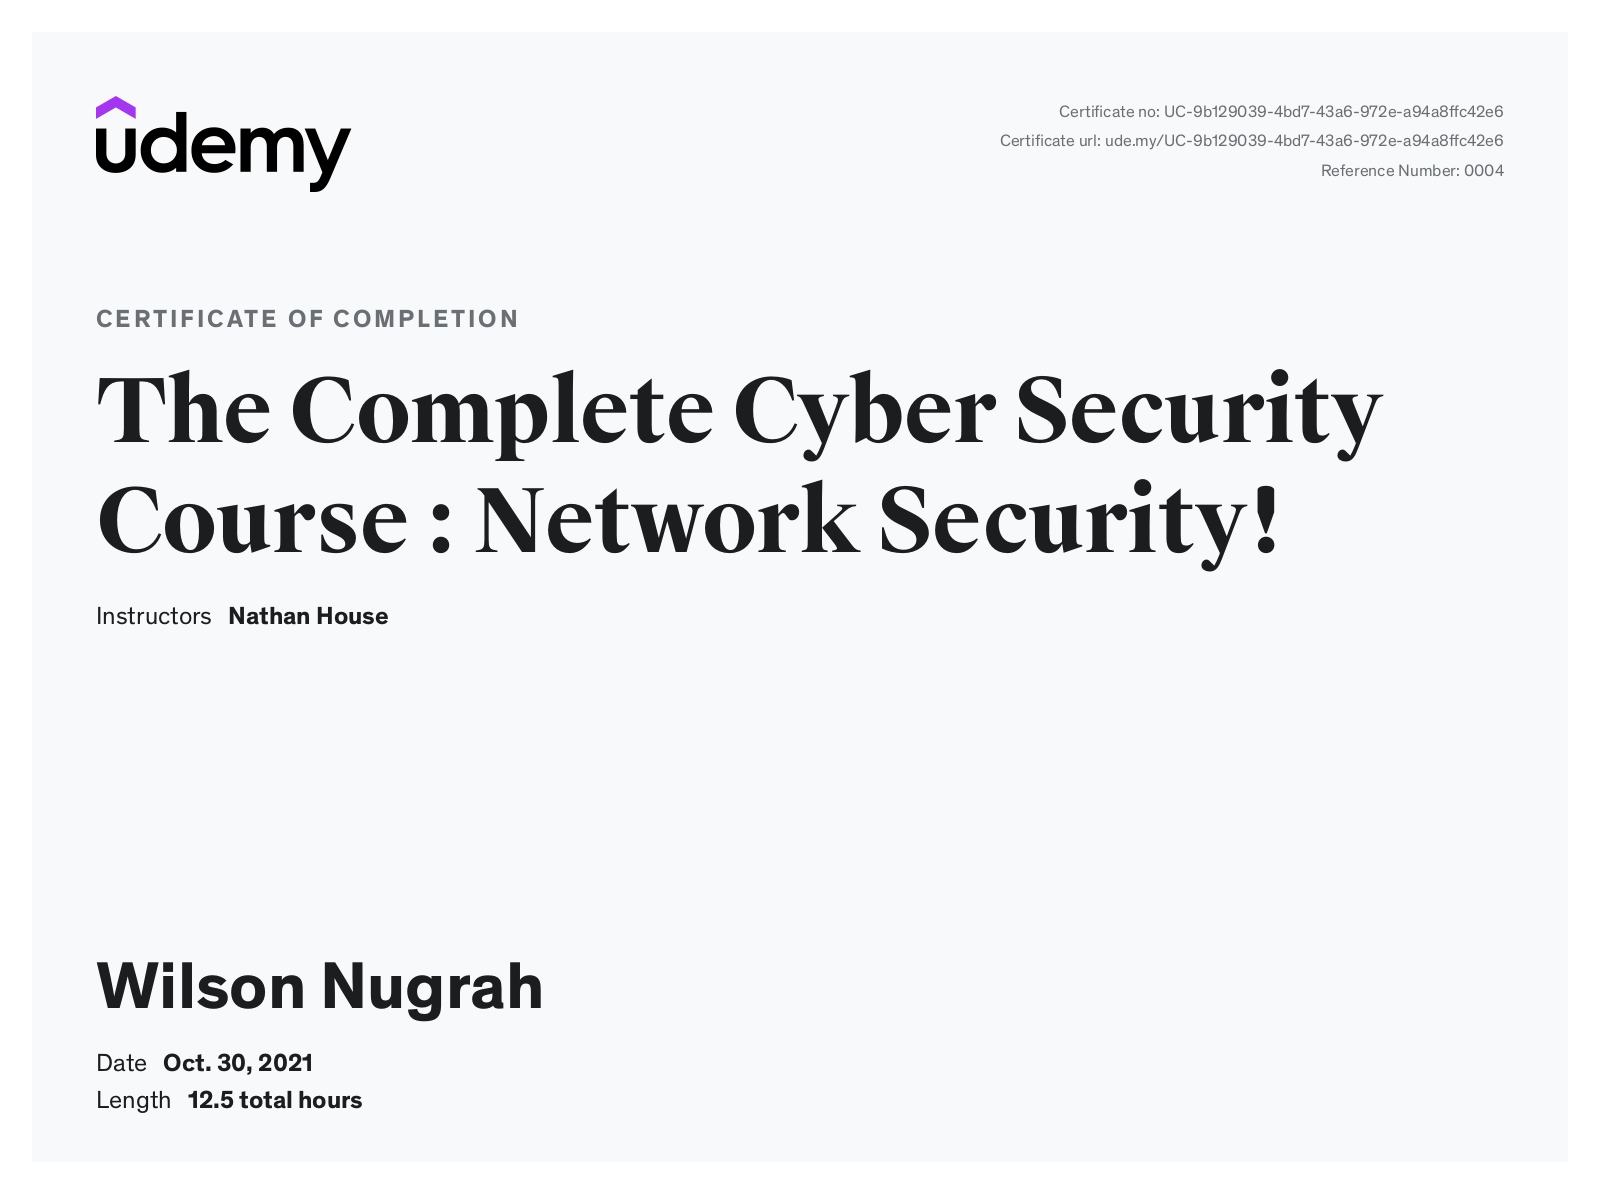 udemy
Certificate no: UC-9b129039-4bd7-43a6-972e-a94a8ffc42e6
Certificate url: ude.my/UC-9b129039-4bd7-43a6-972e-a94a8ffc42e6
Reference Number: 0004
CERTIFICATE OF COMPLETION
The Complete Cyber Security
Course : Network Security!
Instructors Nathan House
Wilson Nugrah
Date Oct. 30, 2021
Length 12.5 total hours